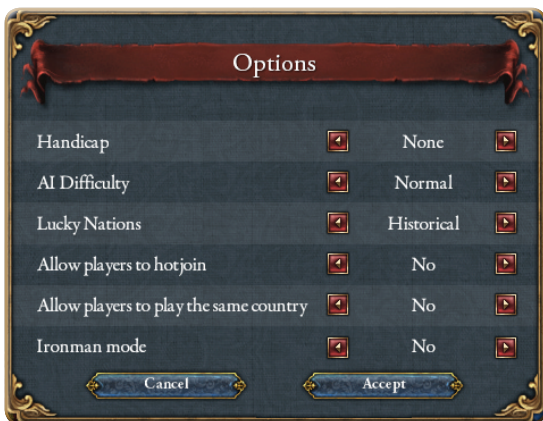 Options
Handicap None
AI Difficulty Normal
Lucky Nations Historical
Allow players to hotjoin No
Allow players to play the same country No
Ironman mode No
Cancel Accept